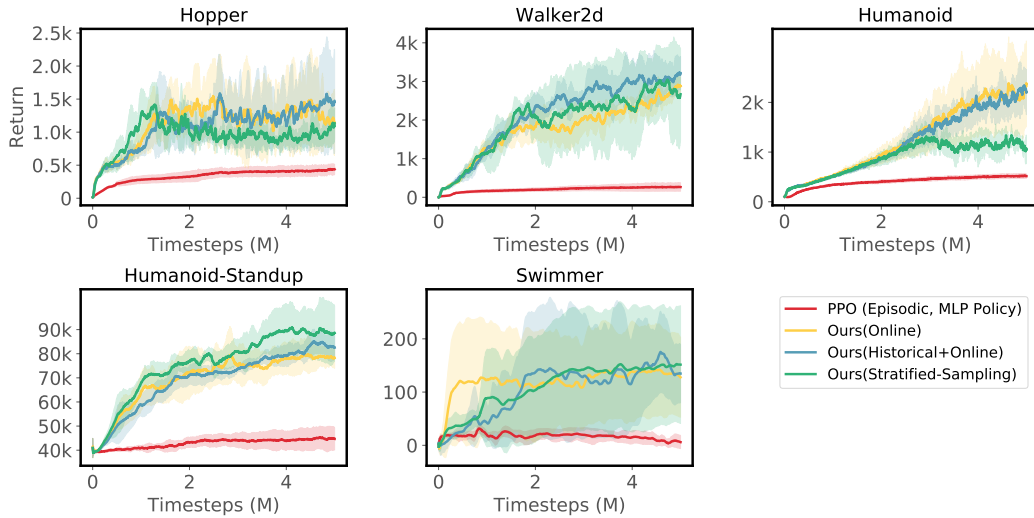 Hopper
Walker2d
Humanoid
Return
2.5k
2.0k
1.5k
1.0k
0.5k
0
0 2 4
Timesteps (M)
4k
3k
2k
1k
0
0 2 4
Timesteps (M)
2k
1k
0
0 2 4
Timesteps (M)
Humanoid-Standup
Swimmer
90k
80k
70k
60k
50k
40k
0 2 4
Timesteps (M)
200
100
0
0 2 4
Timesteps (M)
PPO (Episodic, MLP Policy)
Ours(Online)
Ours(Historical+Online)
Ours(Stratified-Sampling)